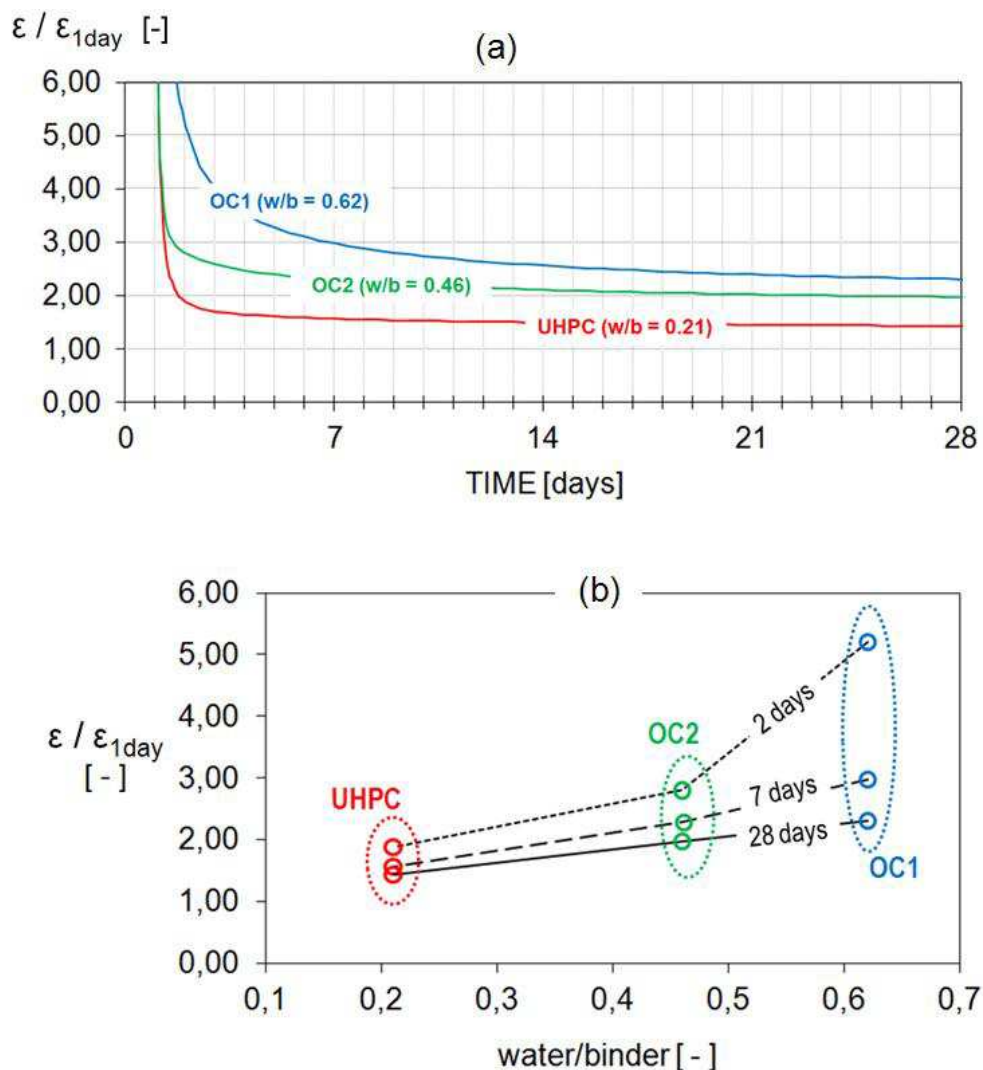 ε / ε1day [-]
(a)
6,00
5,00
4,00
3,00
2,00
1,00
0,00
OC1 (w/b = 0.62)
OC2 (w/b = 0.46)
UHPC (w/b = 0.21)
0 7 14 21 28
TIME [days]
(b)
6,00
5,00
4,00
3,00
2,00
1,00
0,00
ε / ε1day
[ - ]
UHPC
OC2
OC1
2 days
7 days
28 days
0,1 0,2 0,3 0,4 0,5 0,6 0,7
water/binder [ - ]